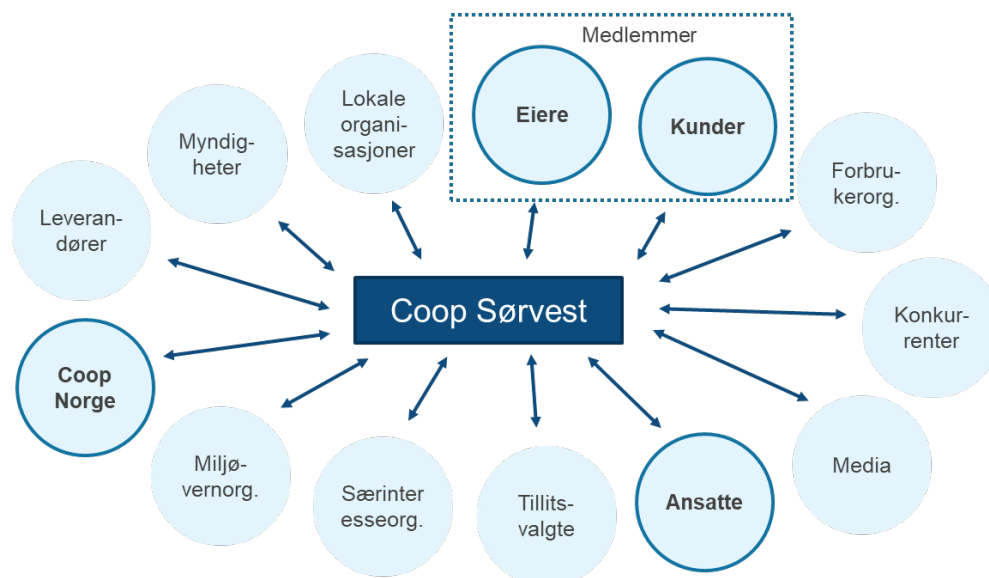 Medlemmer
Eiere
Kunder
Lokale
organi-
sasjoner
Myndig-
heter
Forbru-
kerorg.
Leveran-
dører
Coop Sørvest
Konkur-
renter
Coop
Norge
Miljø-
vernorg.
Særinter
esseorg.
Tillits-
valgte
Ansatte
Media